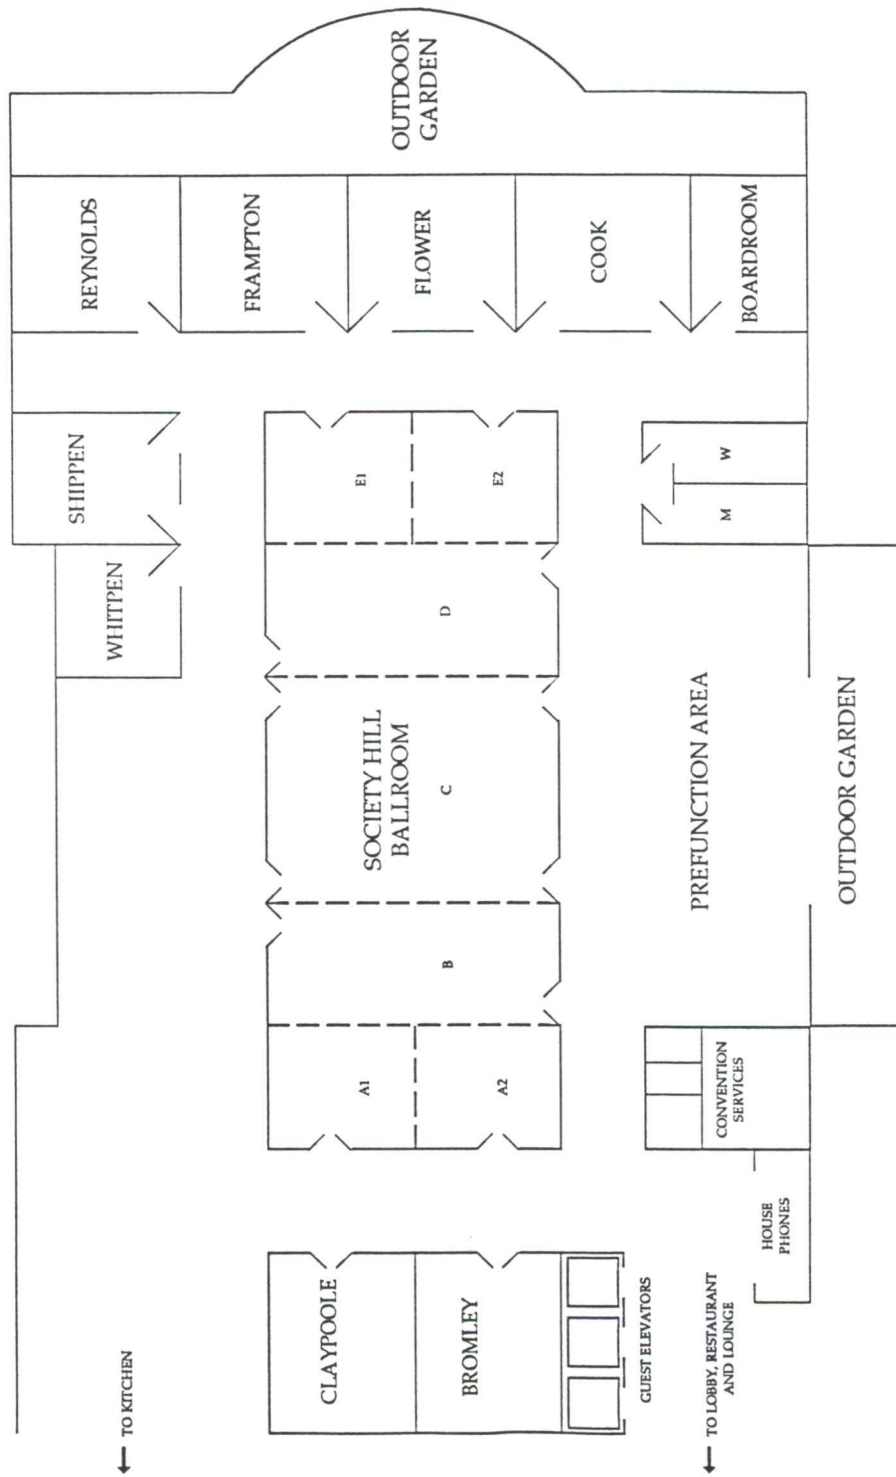 TO KITCHEN
CLAYPOOLE
BROMLEY
GUEST ELEVATORS
TO LOBBY, RESTAURANT
AND LOUNGE
HOUSE
PHONES
CONVENTION
SERVICES
A1
A2
B
SOCIETY HILL
BALLROOM
C
D
E1
E2
PREFUNCTION AREA
OUTDOOR GARDEN
WHITPEN
SHIPPEN
M
W
REYNOLDS
FRAMPTON
FLOWER
COOK
BOARDROOM
OUTDOOR
GARDEN